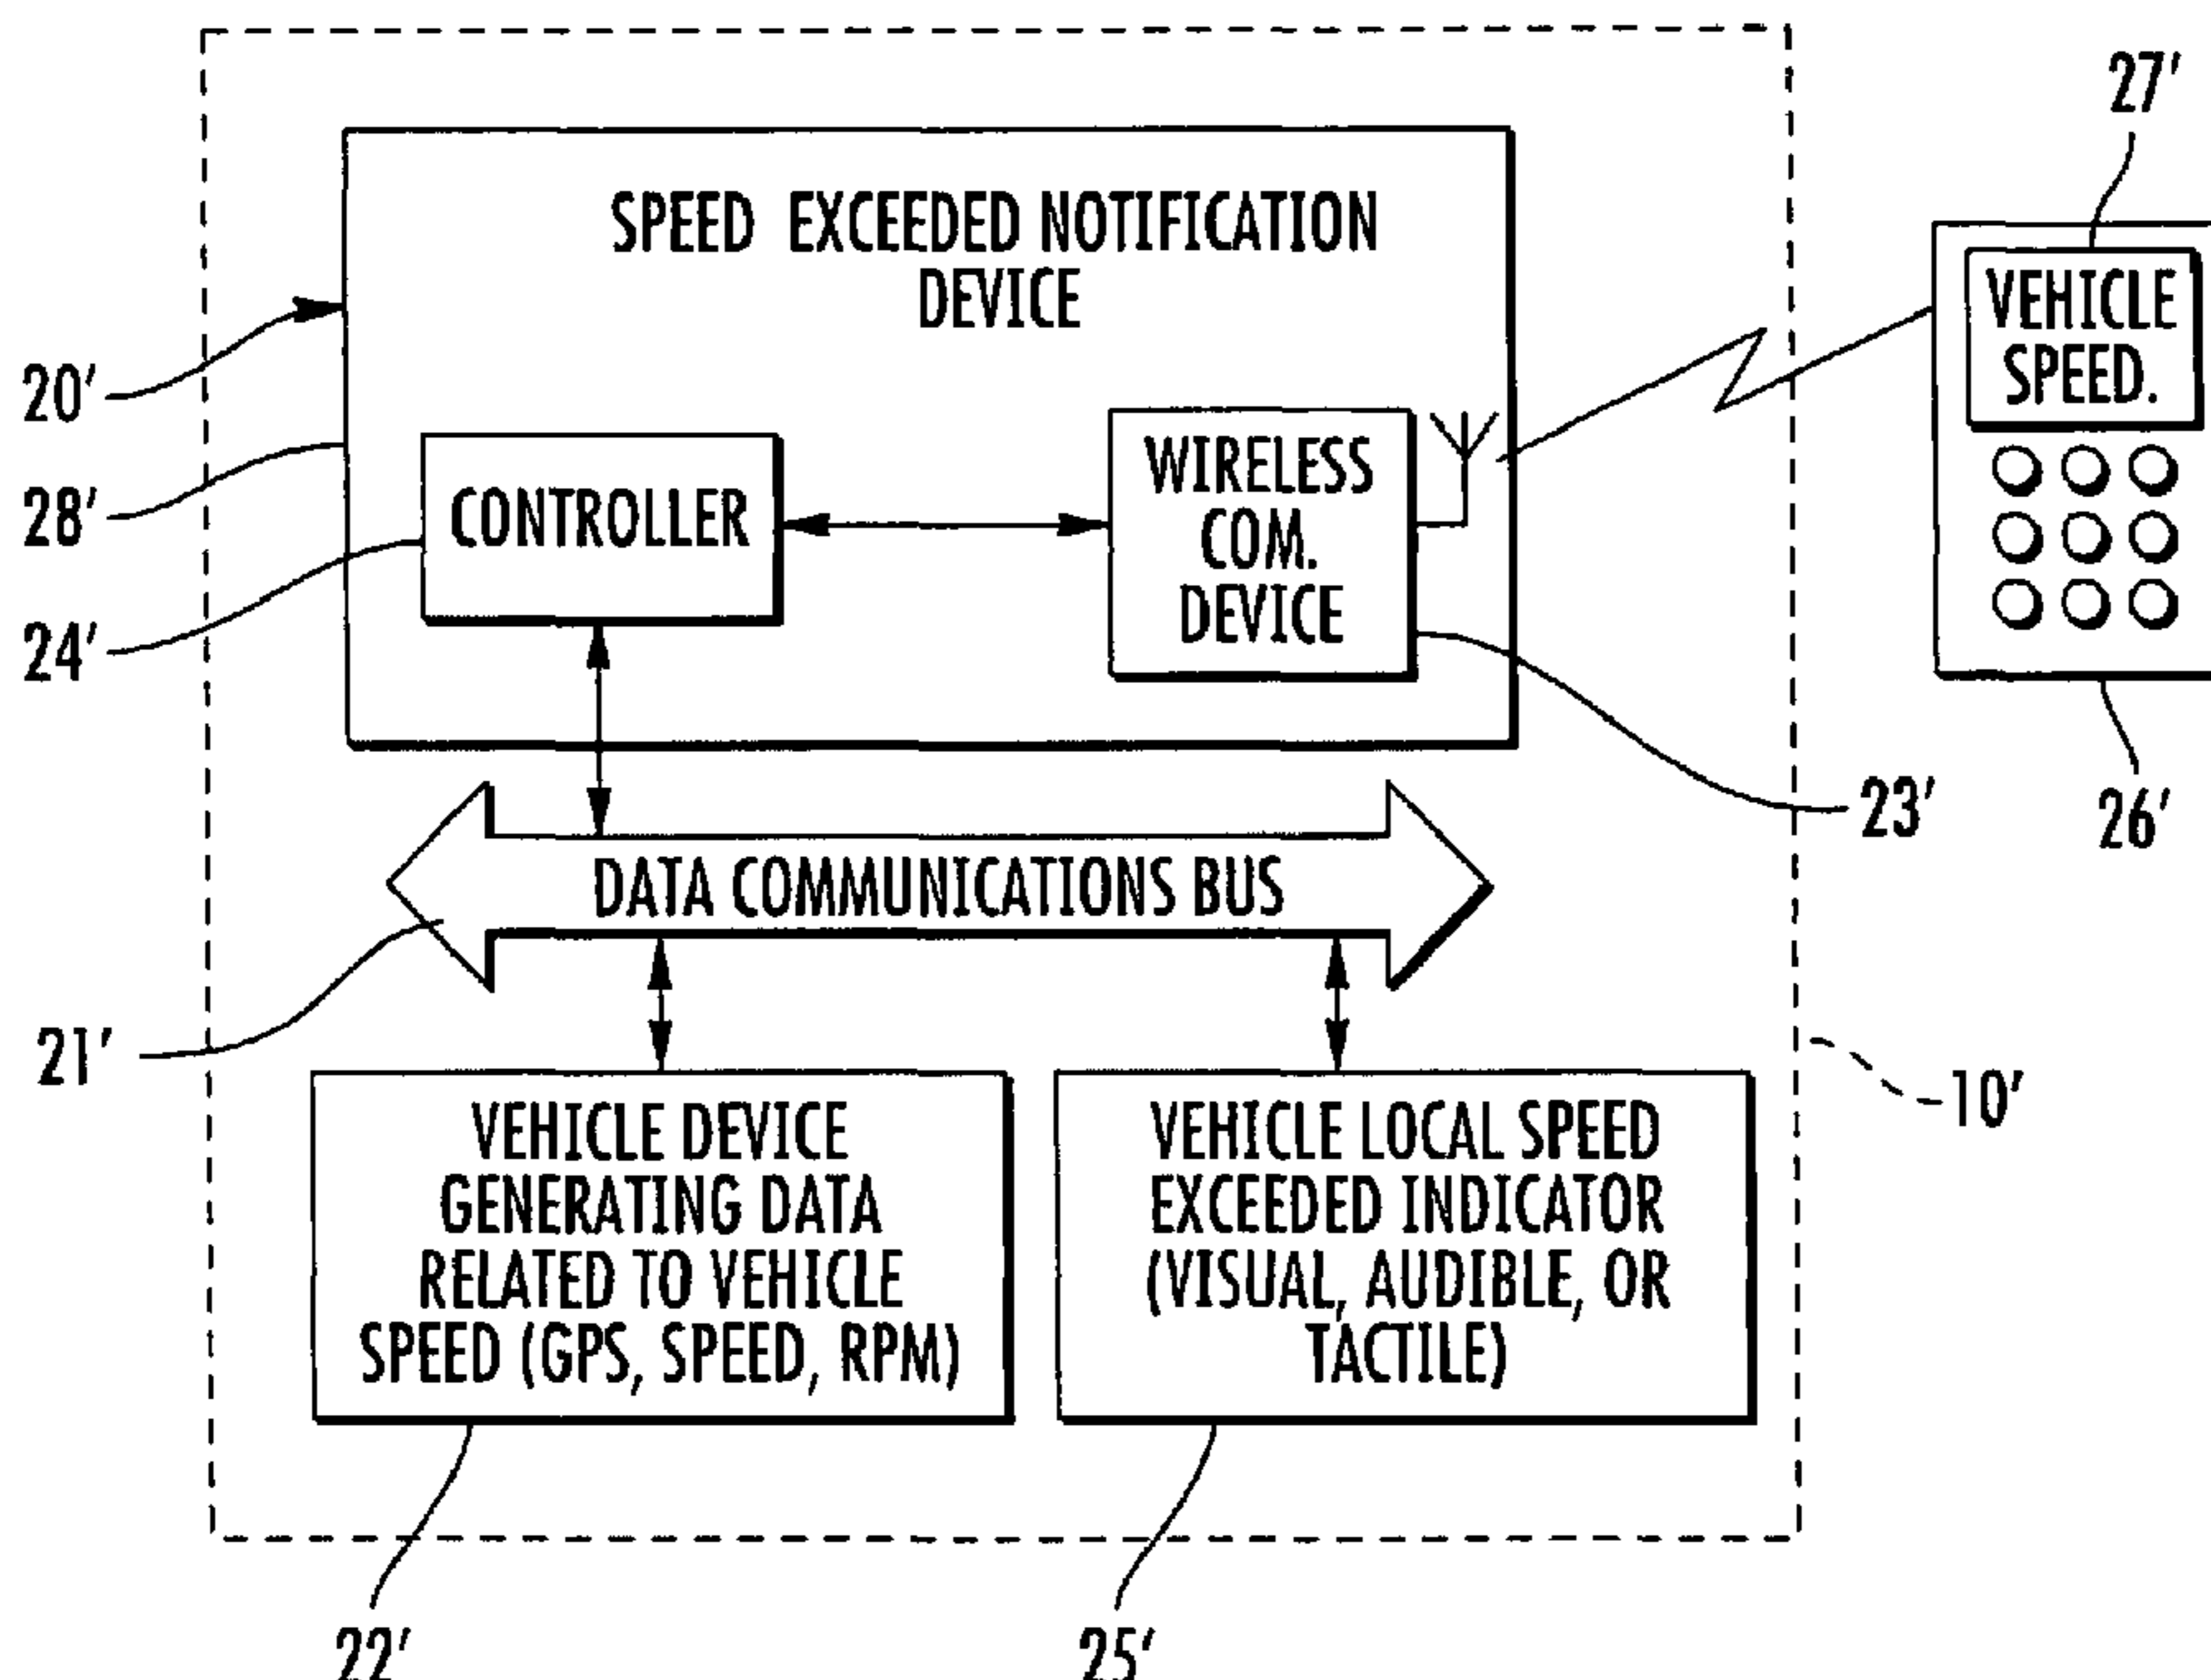 27'
SPEED EXCEEDED NOTIFICATION
DEVICE
VEHICLE
SPEED.
20'
28'
24'
CONTROLLER
WIRELESS
COM.
DEVICE
23'
26'
DATA COMMUNICATIONS BUS
21'
10'
VEHICLE DEVICE
GENERATING DATA
RELATED TO VEHICLE
SPEED (GPS, SPEED, RPM)
VEHICLE LOCAL SPEED
EXCEEDED INDICATOR
(VISUAL, AUDIBLE, OR
TACTILE)
22'
25'